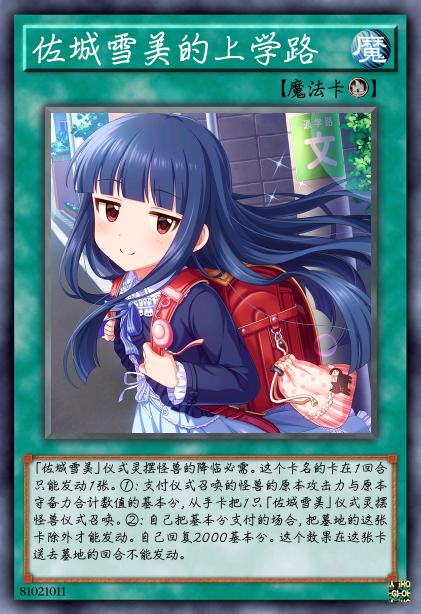 佐城雪美的上学路
魔
【魔法卡】
通学路
文
「佐城雪美」仪式灵摆怪兽的降临必需。这个卡名的卡在1回合
只能发动1张。①:支付仪式召唤的怪兽的原本攻击力与原本
守备力合计数值的基本分,从手卡把1只「佐城雪美」仪式灵摆
怪兽仪式召唤。②:自己把基本分支付的场合,把墓地的这张
卡除外才能发动。自己回复2000基本分。这个效果在这张卡
送去墓地的回合不能发动。
81021011